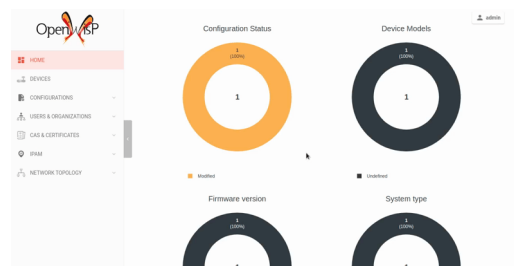 OpenWiSP
admin
HOME
DEVICES
CONFIGURATIONS
USERS & ORGANIZATIONS
CAS & CERTIFICATES
IPAM
NETWORK TOPOLOGY
Configuration Status
1
(100%)
1
Modified
Device Models
1
(100%)
1
Undefined
Firmware version
1
(100%)
System type
1
(100%)